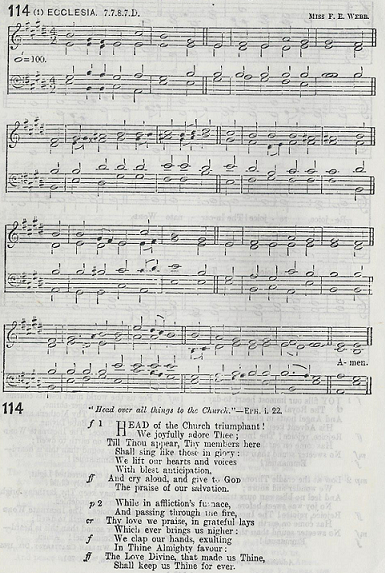 114 (1) ECCLESIA. 7.7.8.7.D. MISS F. E. WEBB.
=100.
A- men.
114 "Head over all things to the Church."—EPH. i. 22.
f 1 HEAD of the Church triumphant!
We joyfully adore Thee;
Till Thou appear, Thy members here
Shall sing like those in glory:
We lift our hearts and voices
With blest anticipation,
ff And cry aloud, and give to GOD
The praise of our salvation.
p 2 While in affliction's furnace,
And passing through the fire,
cr Thy love we praise, in grateful lays
Which ever brings us nigher:
f We clap our hands, exulting
In Thine Almighty favour:
ff The Love Divine, that made us Thine,
Shall keep us Thine for ever.